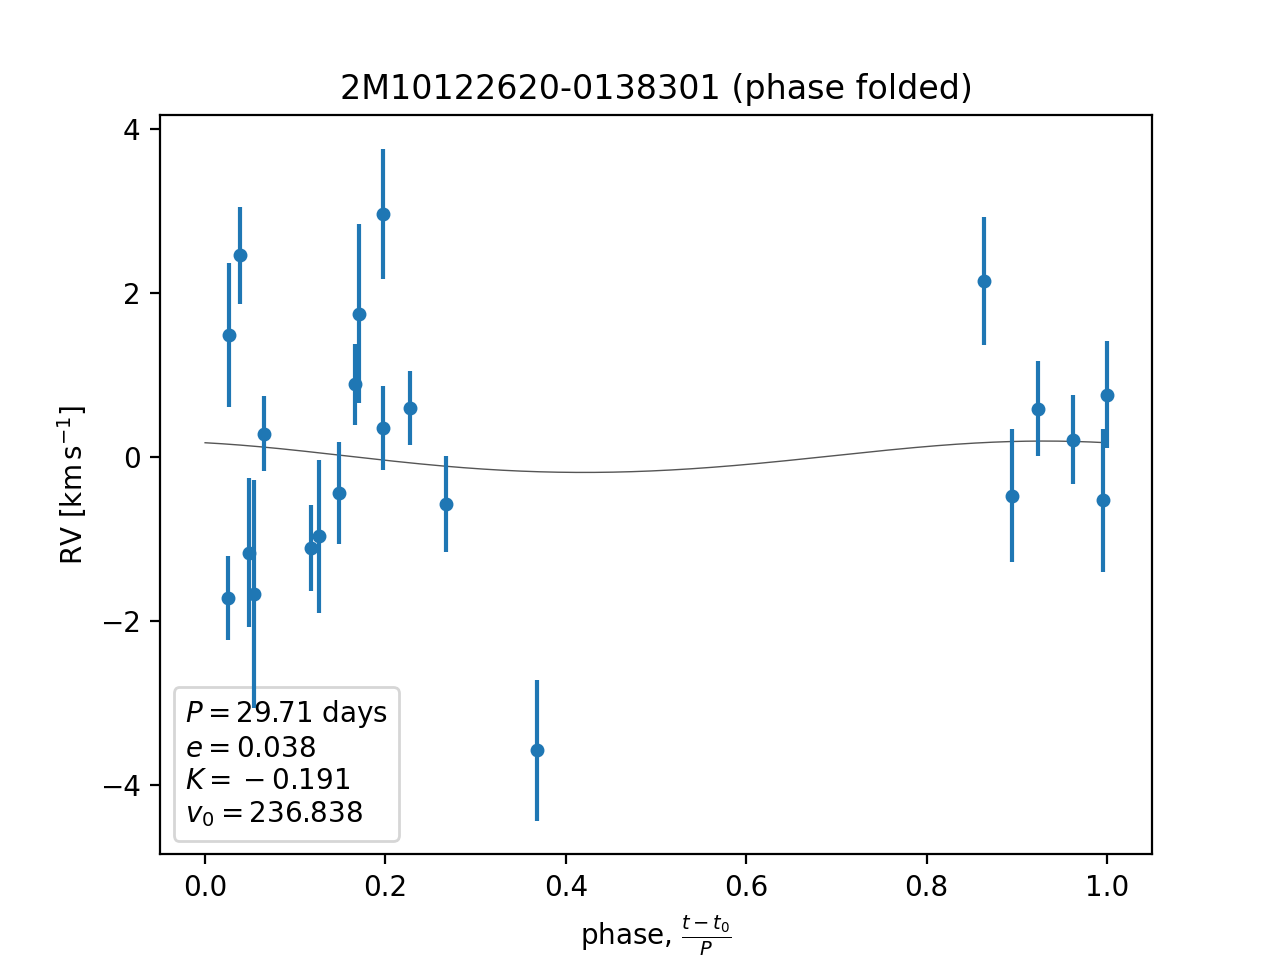 2M10122620-0138301 (phase folded)
4
2
0
−2
−4
RV [km s⁻¹]
P = 29.71 days
e = 0.038
K = −0.191
v₀ = 236.838
0.0 0.2 0.4 0.6 0.8 1.0
phase, (t − t₀)/P